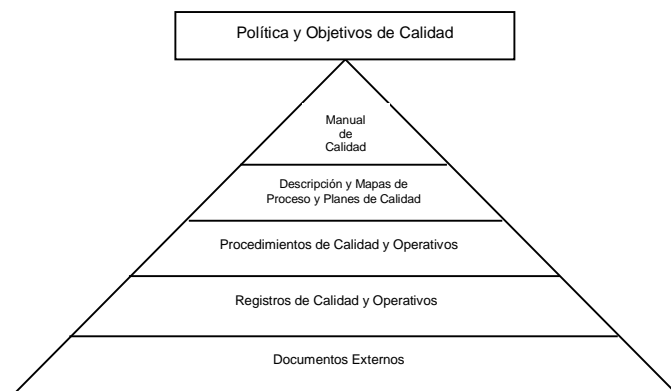 Política y Objetivos de Calidad
Manual
de
Calidad
Descripción y Mapas de
Proceso y Planes de Calidad
Procedimientos de Calidad y Operativos
Registros de Calidad y Operativos
Documentos Externos